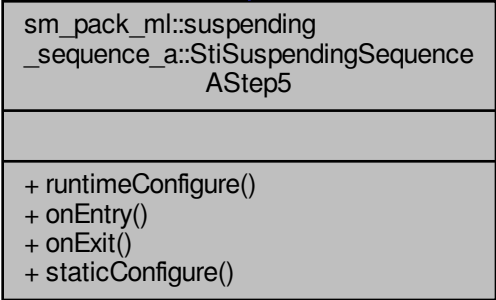 sm_pack_ml::suspending
_sequence_a::StiSuspendingSequence
AStep5
+ runtimeConfigure()
+ onEntry()
+ onExit()
+ staticConfigure()